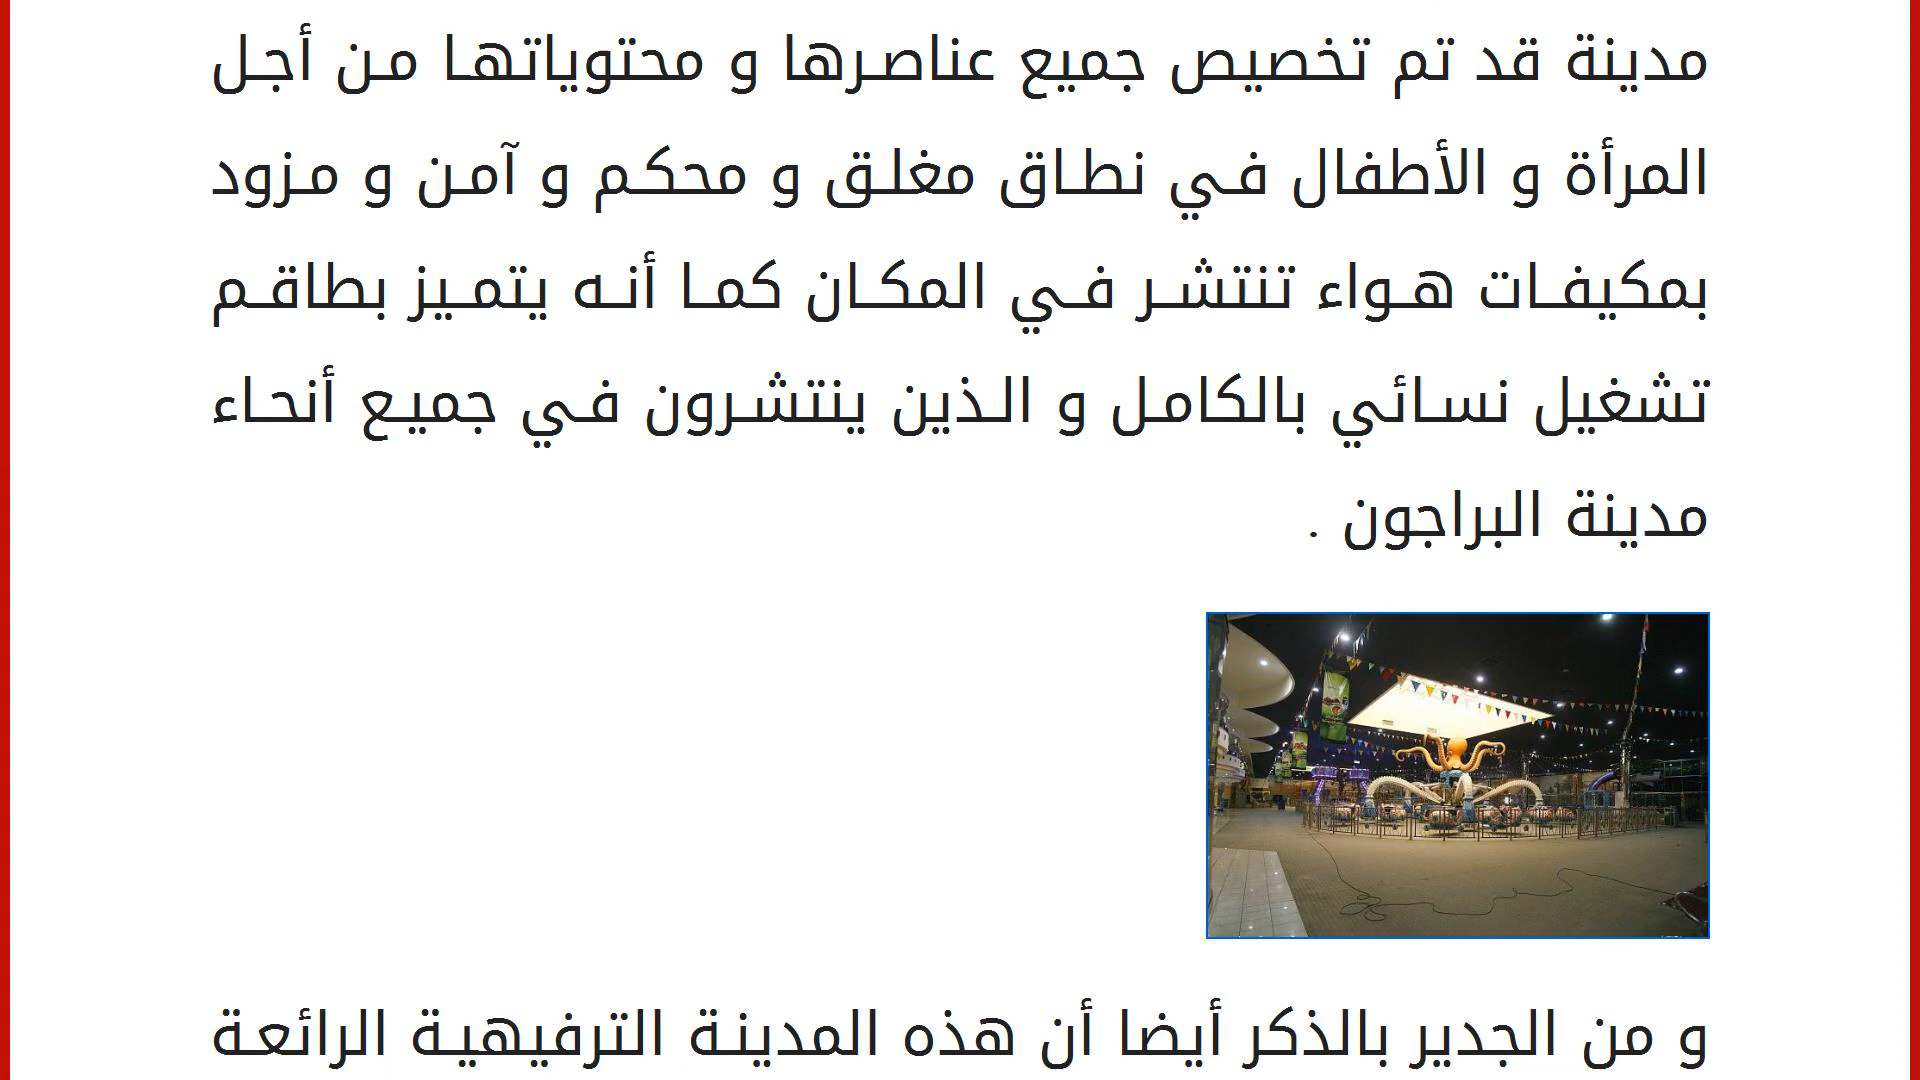 مدينة قد تم تخصيص جميع عناصرها و محتوياتها من أجل
المرأة و الأطفال في نطاق مغلق و محكم و آمن و مزود
بمكيفات هواء تنتشر في المكان كما أنه يتميز بطاقم
تشغيل نسائي بالكامل و الذين ينتشرون في جميع أنحاء
مدينة البراجون .
و من الجدير بالذكر أيضا أن هذه المدينة الترفيهية الرائعة